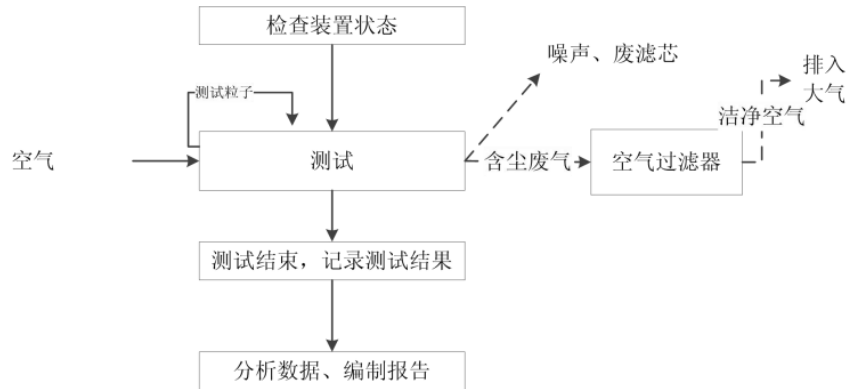 检查装置状态
噪声、废滤芯
排入
大气
测试粒子
洁净空气
空气
测试
含尘废气
空气过滤器
测试结束，记录测试结果
分析数据、编制报告